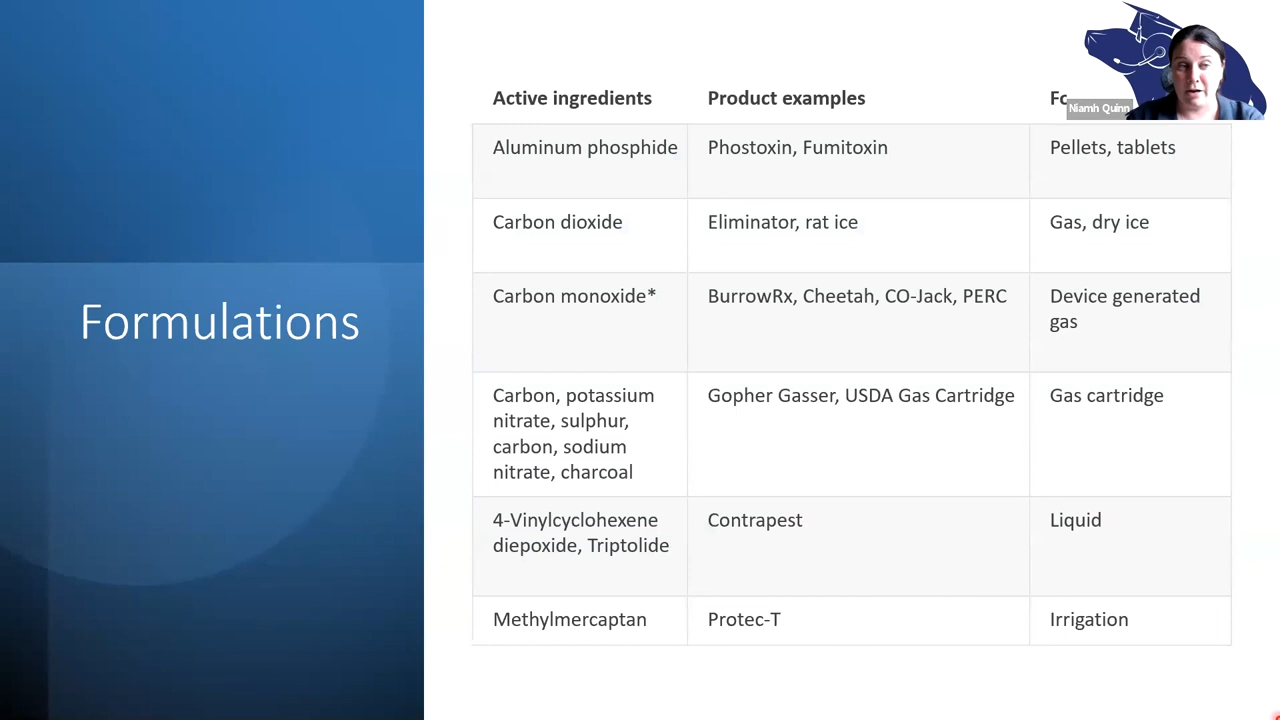 Formulations
Active ingredients Product examples
Niamh Quinn
Aluminum phosphide Phostoxin, Fumitoxin Pellets, tablets
Carbon dioxide Eliminator, rat ice Gas, dry ice
Carbon monoxide* BurrowRx, Cheetah, CO-Jack, PERC Device generated
gas
Carbon, potassium Gopher Gasser, USDA Gas Cartridge Gas cartridge
nitrate, sulphur,
carbon, sodium
nitrate, charcoal
4-Vinylcyclohexene Contrapest Liquid
diepoxide, Triptolide
Methylmercaptan Protec-T Irrigation